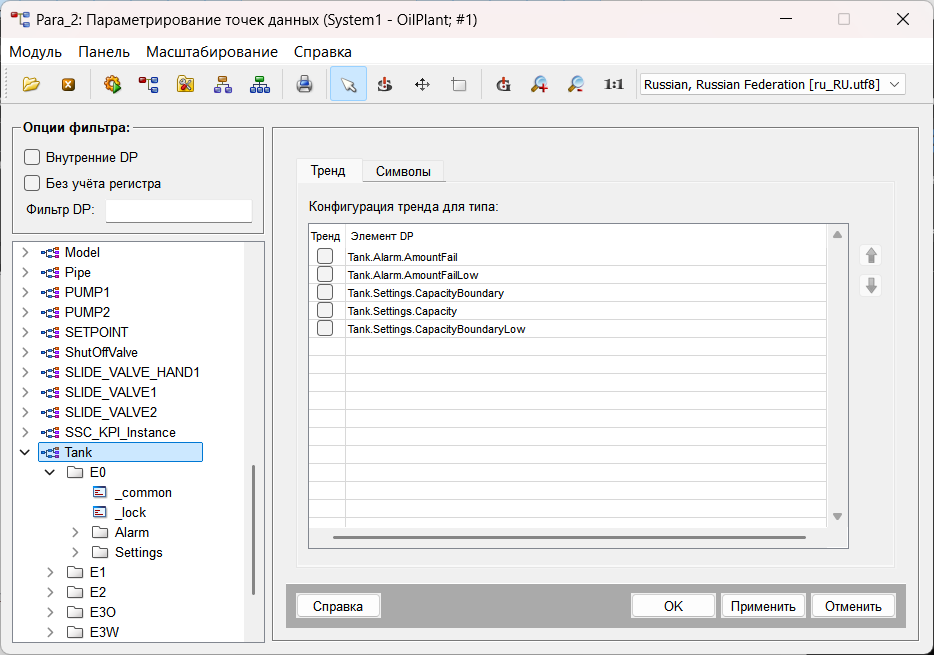 Para_2: Параметрирование точек данных (System1 - OilPlant; #1)
Модуль Панель Масштабирование Справка
1:1 Russian, Russian Federation [ru_RU.utf8]
Опции фильтра:
Внутренние DP
Без учёта регистра
Фильтр DP:
Model
Pipe
PUMP1
PUMP2
SETPOINT
ShutOffValve
SLIDE_VALVE_HAND1
SLIDE_VALVE1
SLIDE_VALVE2
SSC_KPI_Instance
Tank
E0
_common
_lock
Alarm
Settings
E1
E2
E3O
E3W
Тренд Символы
Конфигурация тренда для типа:
Тренд Элемент DP
Tank.Alarm.AmountFail
Tank.Alarm.AmountFailLow
Tank.Settings.CapacityBoundary
Tank.Settings.Capacity
Tank.Settings.CapacityBoundaryLow
Справка OK Применить Отменить